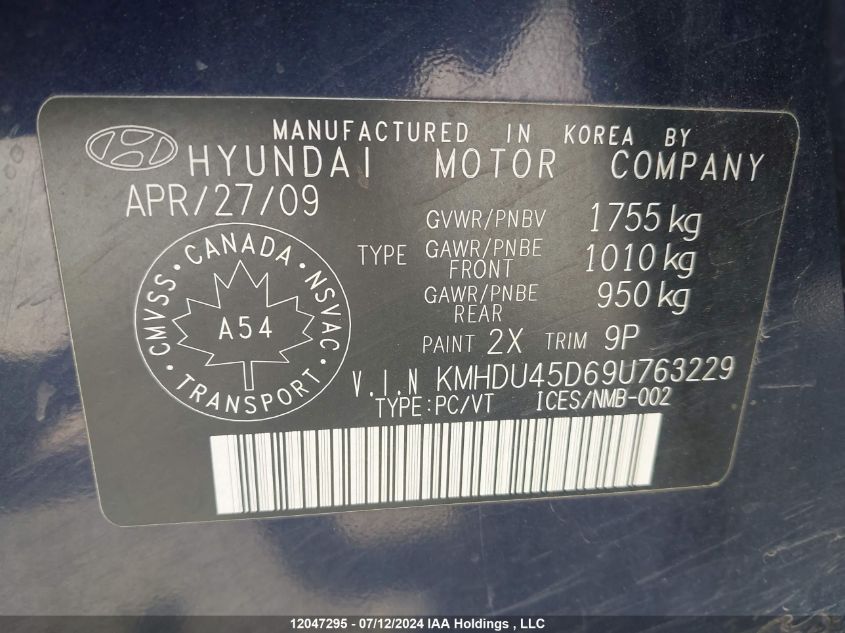 MANUFACTURED IN KOREA BY
HYUNDAI MOTOR COMPANY
APR/27/09
GVWR/PNBV 1755 kg
TYPE GAWR/PNBE FRONT 1010 kg
GAWR/PNBE REAR 950 kg
PAINT 2X TRIM 9P
V.I.N KMHDU45D69U763229
TYPE:PC/VT ICES/NMB-002
CMVSS · CANADA · NSVAC
A54
· TRANSPORT ·
12047295 - 07/12/2024 IAA Holdings , LLC